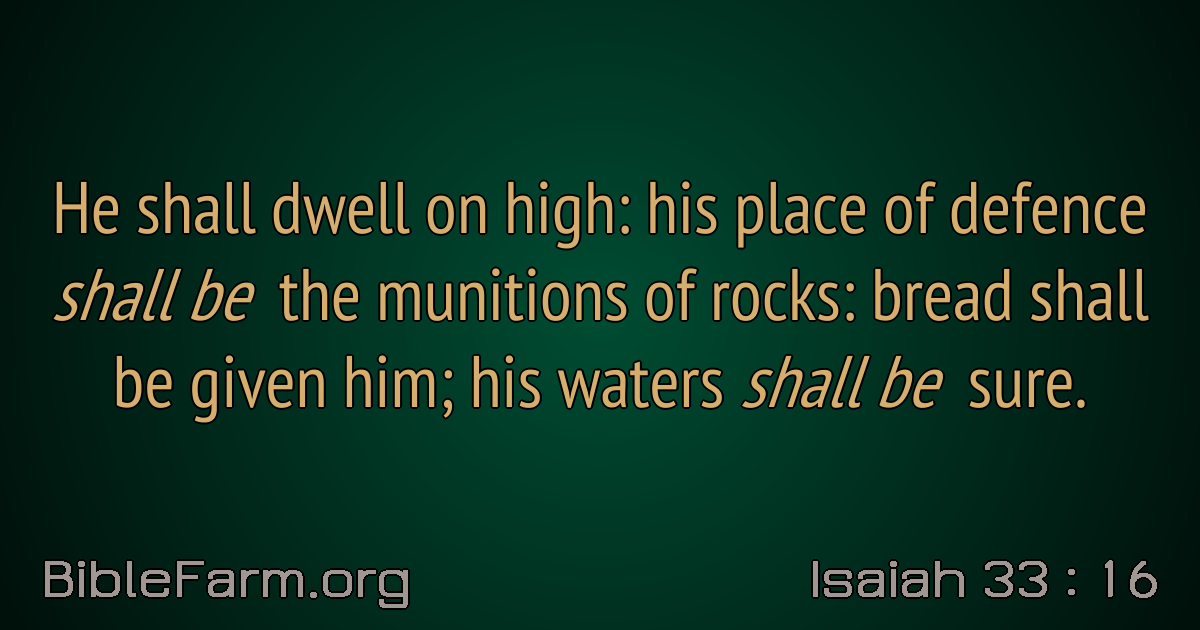 He shall dwell on high: his place of defence
shall be the munitions of rocks: bread shall
be given him; his waters shall be sure.
BibleFarm.org
Isaiah 33 : 16